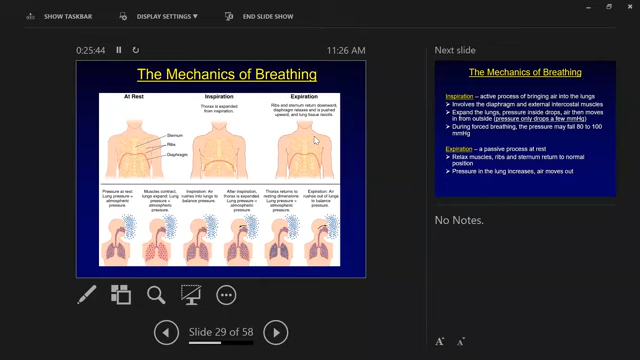 SHOW TASKBAR
DISPLAY SETTINGS ▼
END SLIDE SHOW
0:25:44
11:26 AM
The Mechanics of Breathing
At Rest
Inspiration
Thorax is expanded
from inspiration.
Expiration
Ribs and sternum return downward,
diaphragm relaxes and is pushed
upward, and lung tissue recoils.
Sternum
Ribs
Diaphragm
Pressure at rest:
Lung pressure =
atmospheric
pressure.
Muscles contract,
lungs expand: Lung
pressure <
atmospheric
pressure.
Inspiration: Air
rushes into lungs
to balance
pressure.
After inspiration,
thorax is expanded:
Lung pressure =
atmospheric
pressure.
Thorax returns to
resting dimensions:
Lung pressure >
atmospheric
pressure.
Expiration: Air
rushes out of lungs
to balance
pressure.
Slide 29 of 58
Next slide
The Mechanics of Breathing
Inspiration – active process of bringing air into the lungs
➢ Involves the diaphragm and external intercostal muscles
➢ Expand the lungs, pressure inside drops, air then moves
in from outside (pressure only drops a few mmHg)
➢ During forced breathing, the pressure may fall 80 to 100
mmHg
Expiration – a passive process at rest
➢ Relax muscles, ribs and sternum return to normal
position
➢ Pressure in the lung increases, air moves out
No Notes.
A A